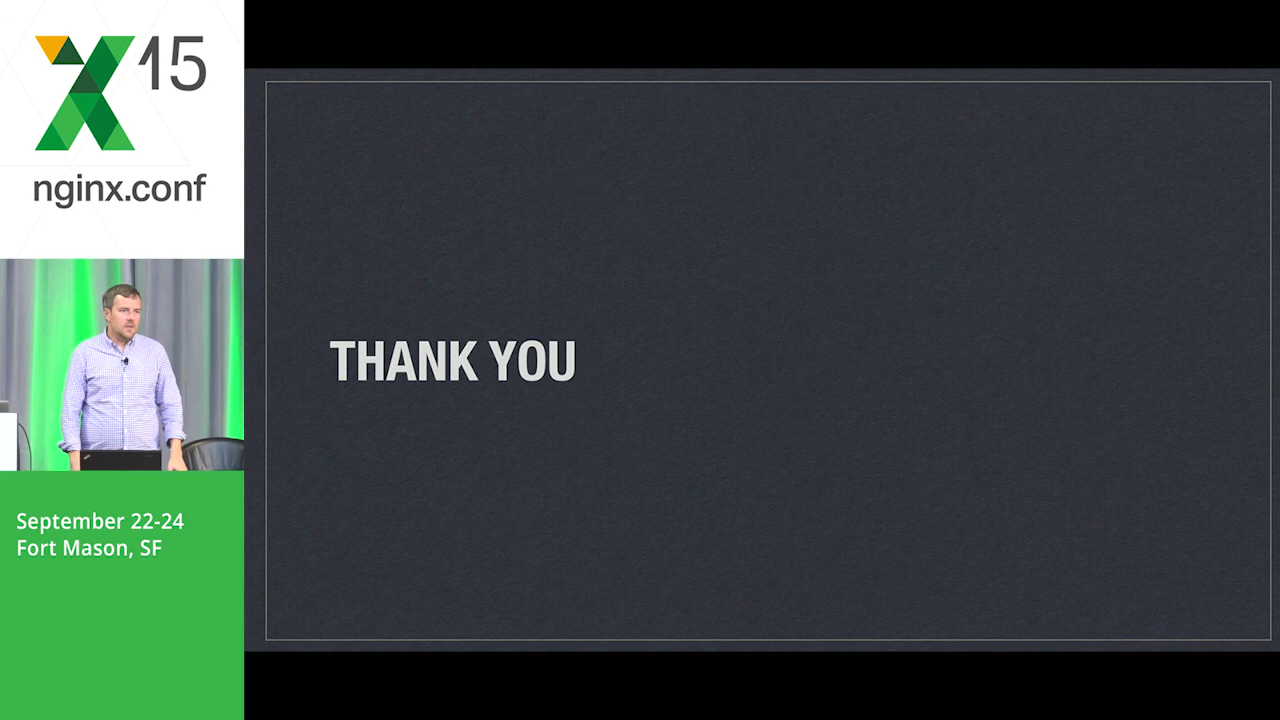 15
nginx.conf
September 22-24
Fort Mason, SF
THANK YOU